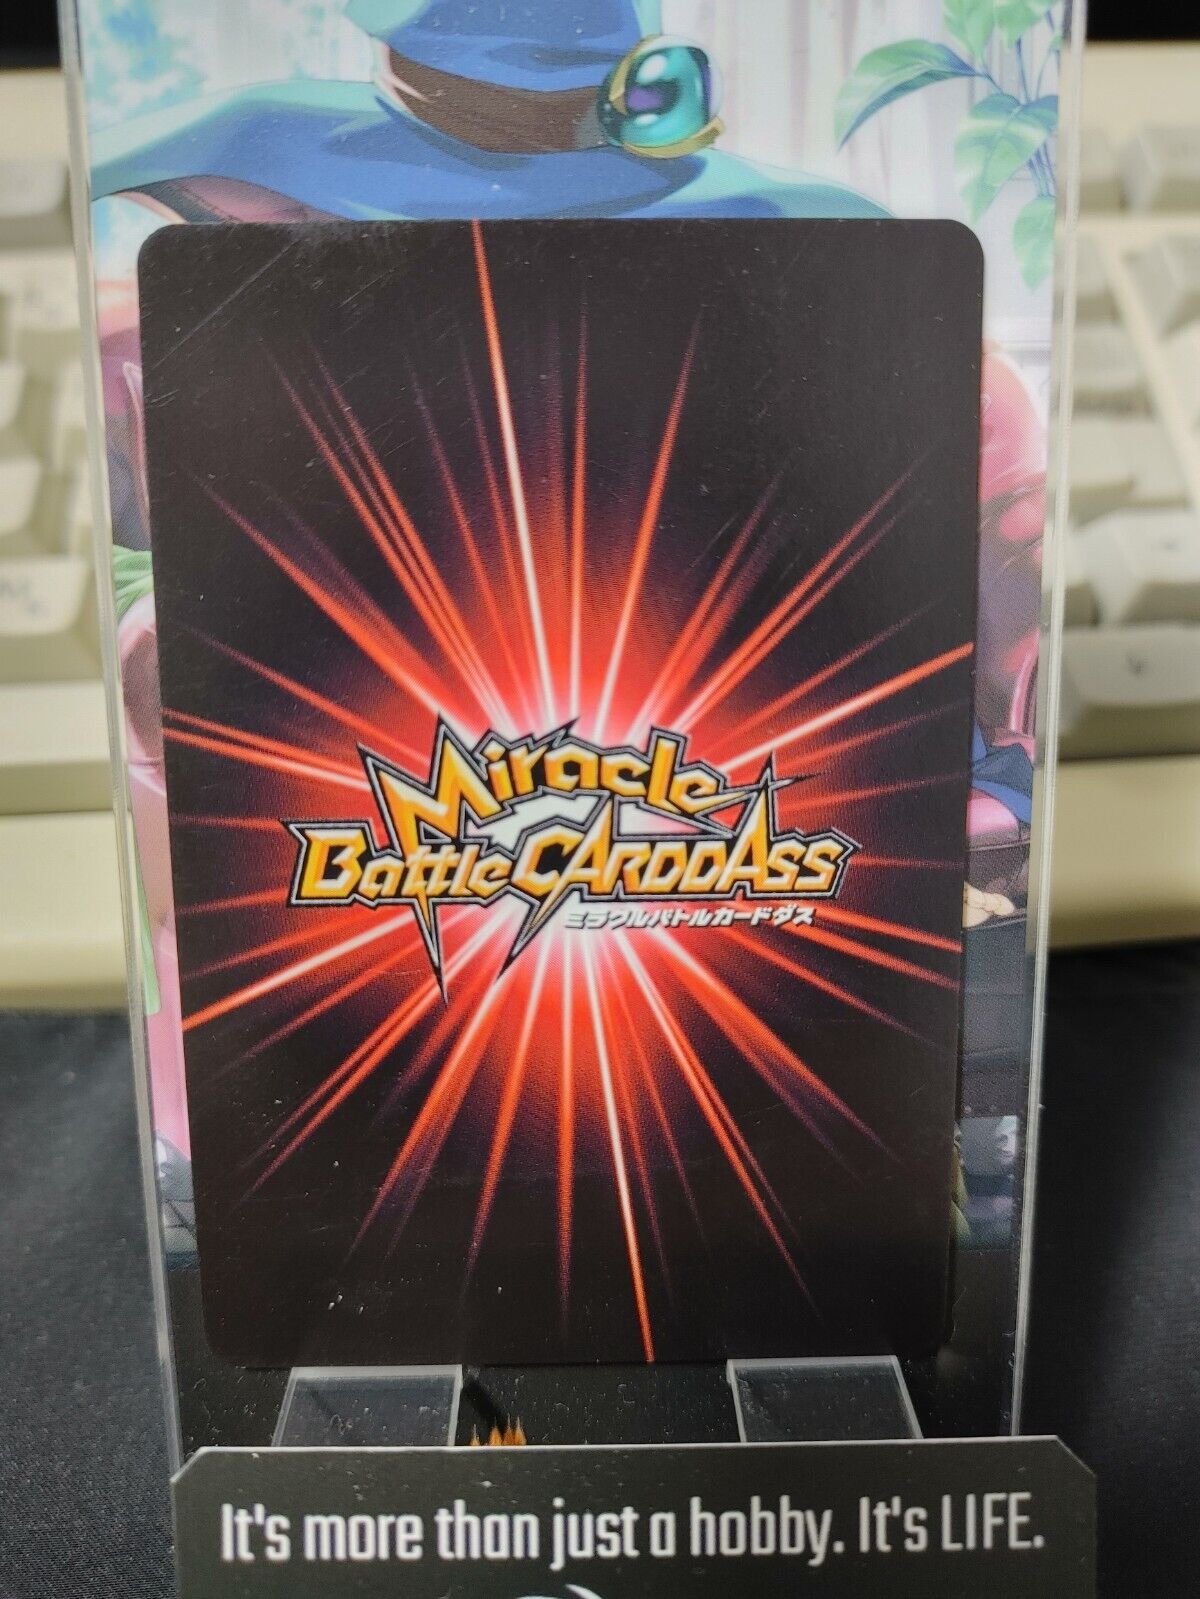 Miracle
Battle CARDDASS
ミラクルバトルカードダス
It's more than just a hobby. It's LIFE.